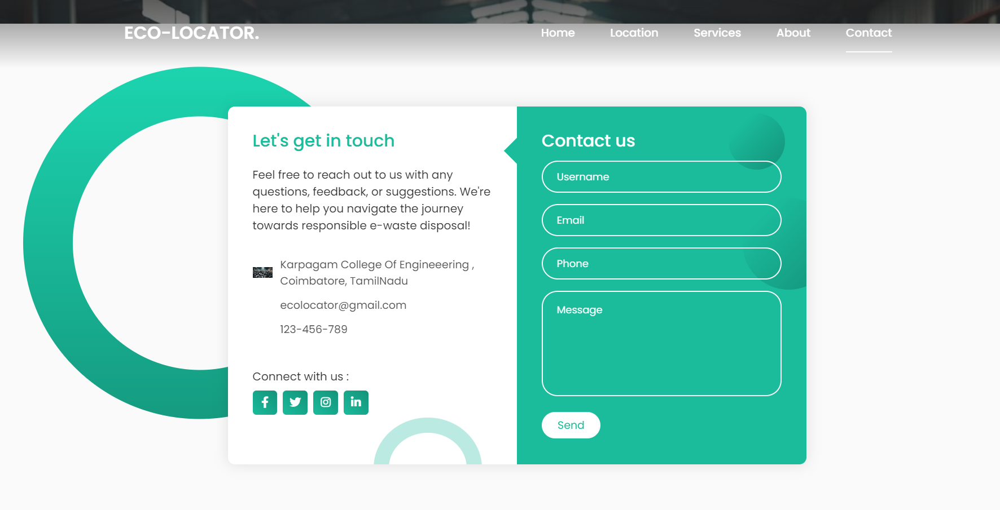 ECO-LOCATOR.
Home Location Services About Contact
Let's get in touch
Feel free to reach out to us with any
questions, feedback, or suggestions. We're
here to help you navigate the journey
towards responsible e-waste disposal!
Karpagam College Of Engineeering ,
Coimbatore, TamilNadu
ecolocator@gmail.com
123-456-789
Connect with us :
Contact us
Username
Email
Phone
Message
Send